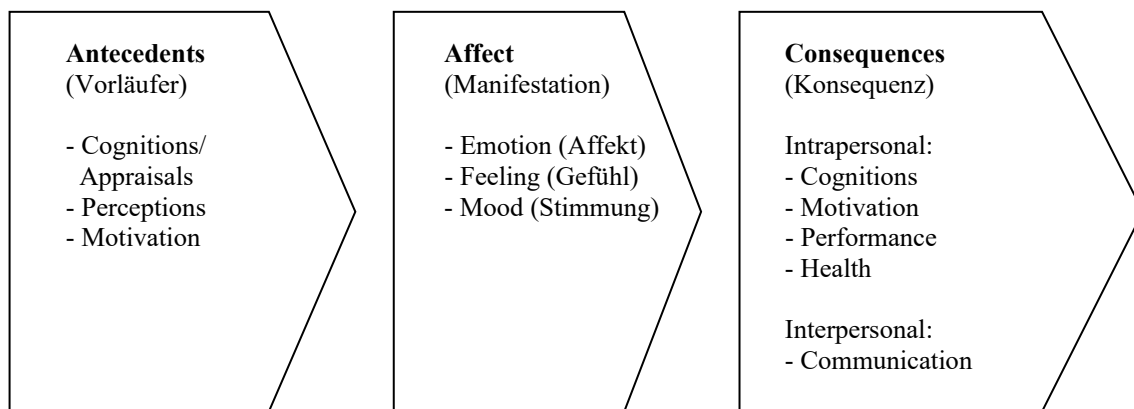 Antecedents
(Vorläufer)
- Cognitions/
Appraisals
- Perceptions
- Motivation
Affect
(Manifestation)
- Emotion (Affekt)
- Feeling (Gefühl)
- Mood (Stimmung)
Consequences
(Konsequenz)
Intrapersonal:
- Cognitions
- Motivation
- Performance
- Health
Interpersonal:
- Communication